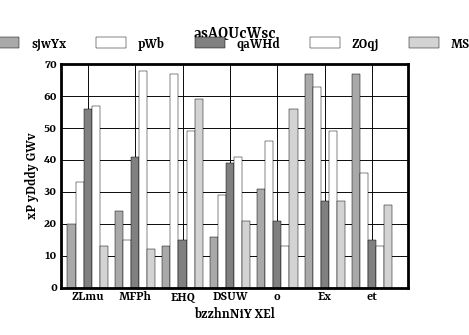 asAQUcWsc
sjwYx pWb qaWHd ZOqj MS
xP yDddy GWv
70
60
50
40
30
20
10
0
ZLmu MFPh EHQ DSUW o Ex et
bzzhnNiY XEl